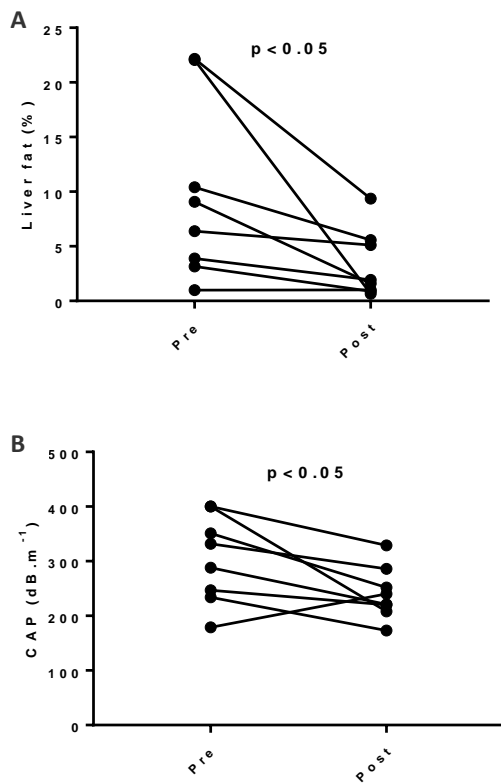 A
p<0.05
Liver fat (%)
25
20
15
10
5
0
Pre
Post
B
p<0.05
CAP (dB.m⁻¹)
500
400
300
200
100
0
Pre
Post